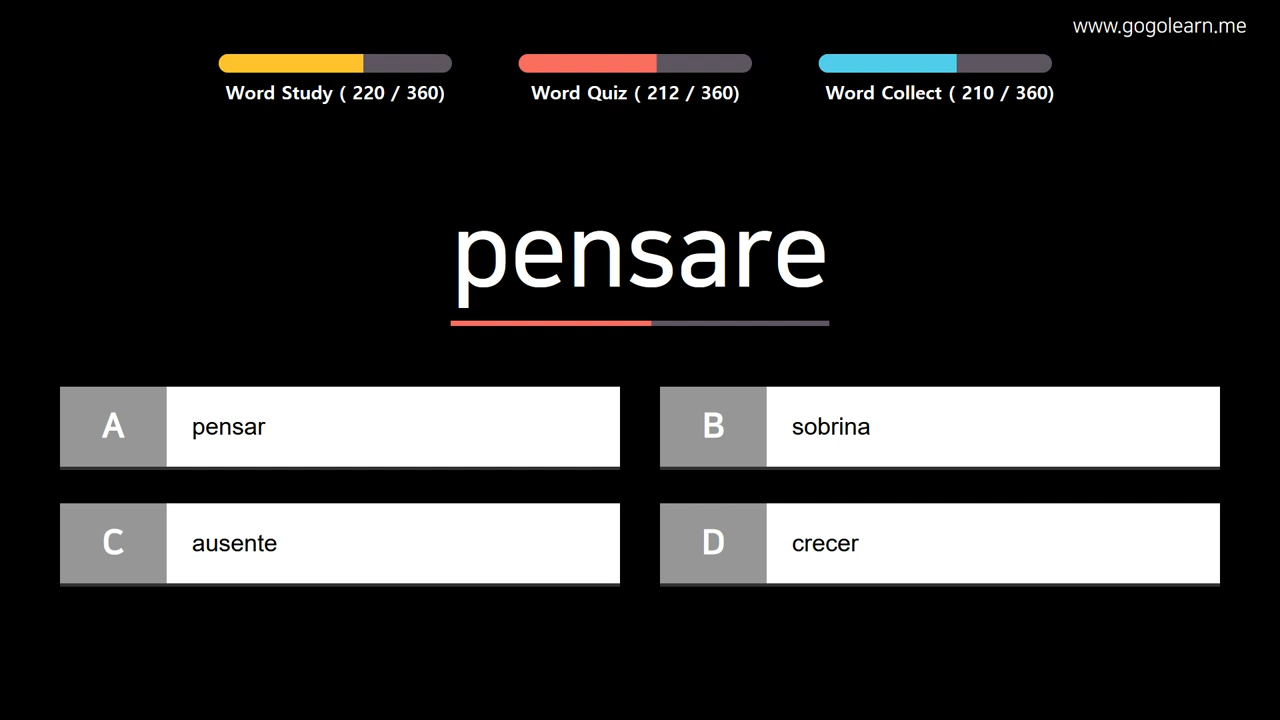 www.gogolearn.me
Word Study ( 220 / 360)
Word Quiz ( 212 / 360)
Word Collect ( 210 / 360)
pensare
A pensar
B sobrina
C ausente
D crecer